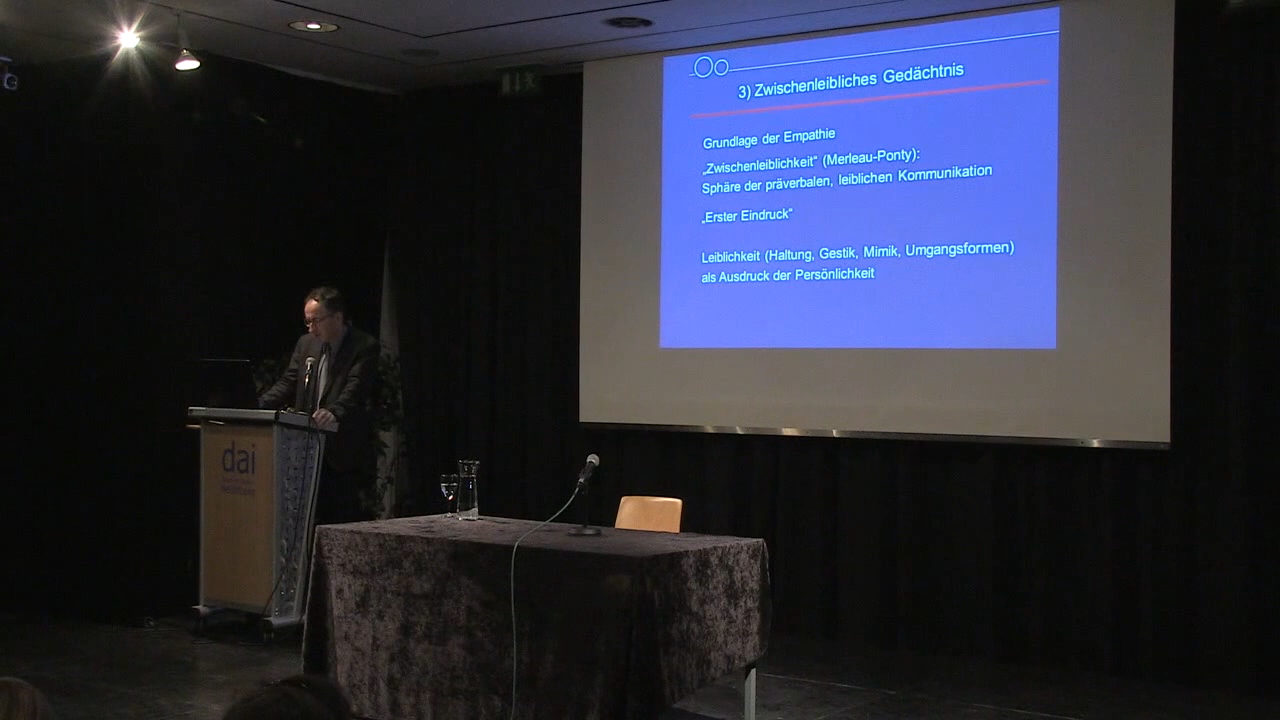 3) Zwischenleibliches Gedächtnis
Grundlage der Empathie
„Zwischenleiblichkeit“ (Merleau-Ponty):
Sphäre der präverbalen, leiblichen Kommunikation
„Erster Eindruck“
Leiblichkeit (Haltung, Gestik, Mimik, Umgangsformen)
als Ausdruck der Persönlichkeit
dai